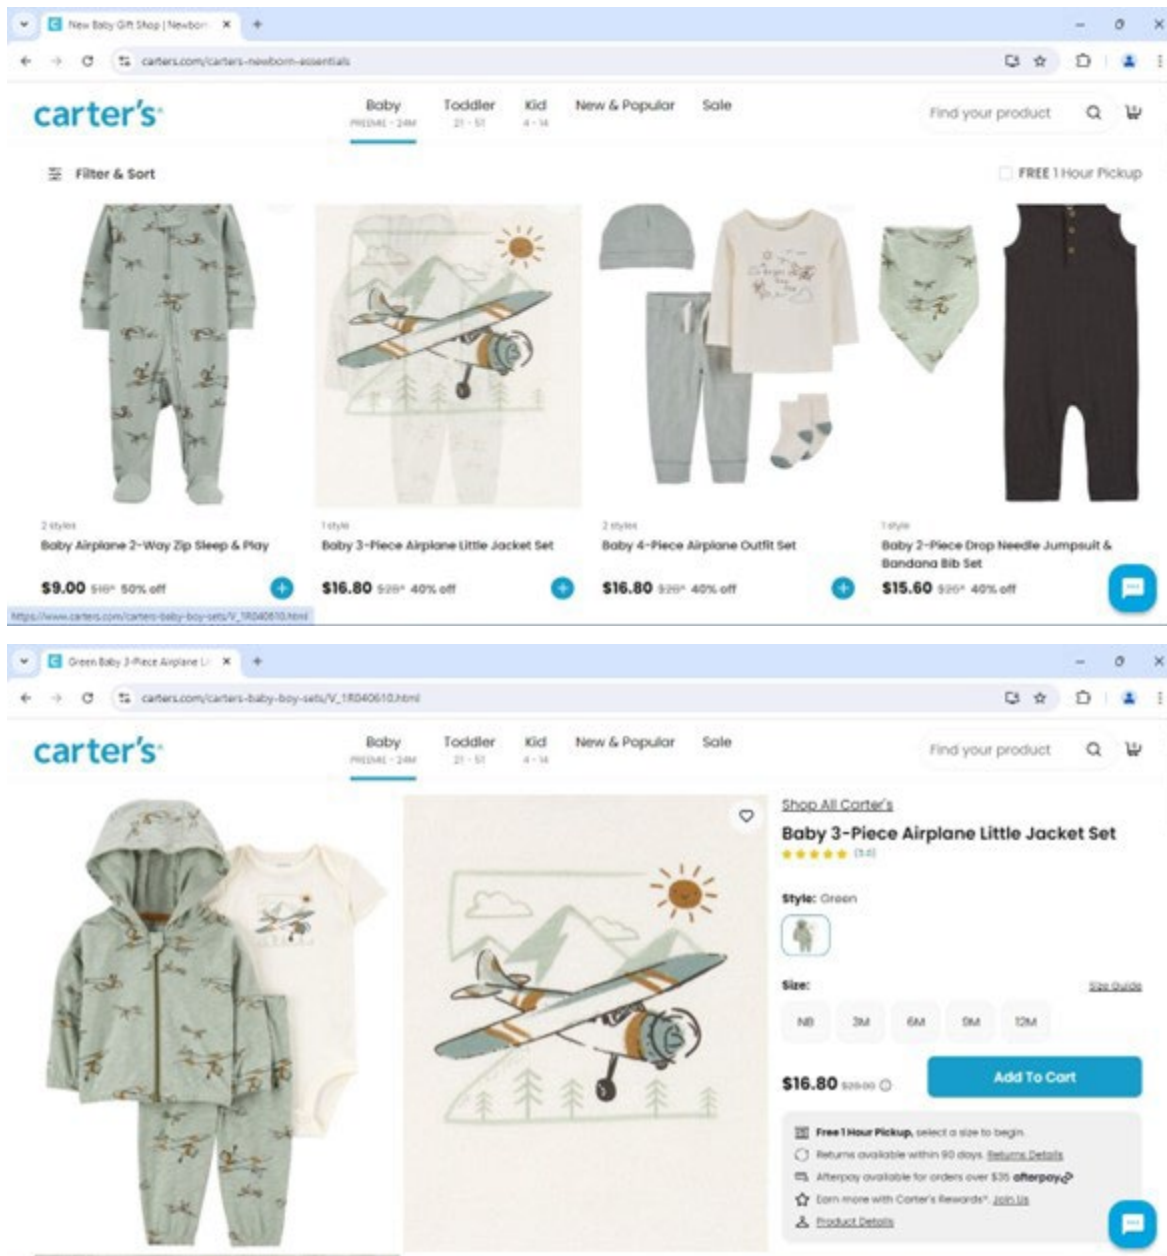 New Baby Gift Shop | Newborn
carters.com/carters-newborn-essentials
carter's
Baby
PREEMIE - 24M
Toddler
2T - 5T
Kid
4 - 14
New & Popular
Sale
Find your product
Filter & Sort
FREE 1 Hour Pickup
2 styles
Baby Airplane 2-Way Zip Sleep & Play
$9.00 $18* 50% off
1 style
Baby 3-Piece Airplane Little Jacket Set
$16.80 $28* 40% off
2 styles
Baby 4-Piece Airplane Outfit Set
$16.80 $28* 40% off
1 style
Baby 2-Piece Drop Needle Jumpsuit &
Bandana Bib Set
$15.60 $26* 40% off
https://www.carters.com/carters-baby-boy-sets/V_1R040610.html
Green Baby 3-Piece Airplane Li
carters.com/carters-baby-boy-sets/V_1R040610.html
carter's
Baby
PREEMIE - 24M
Toddler
2T - 5T
Kid
4 - 14
New & Popular
Sale
Find your product
Shop All Carter's
Baby 3-Piece Airplane Little Jacket Set
(5.0)
Style: Green
Size:
Size Guide
NB 3M 6M 9M 12M
$16.80 $28.00
Add To Cart
Free 1 Hour Pickup, select a size to begin.
Returns available within 90 days. Returns Details
Afterpay available for orders over $35 afterpay
Earn more with Carter's Rewards*. Join Us
Product Details